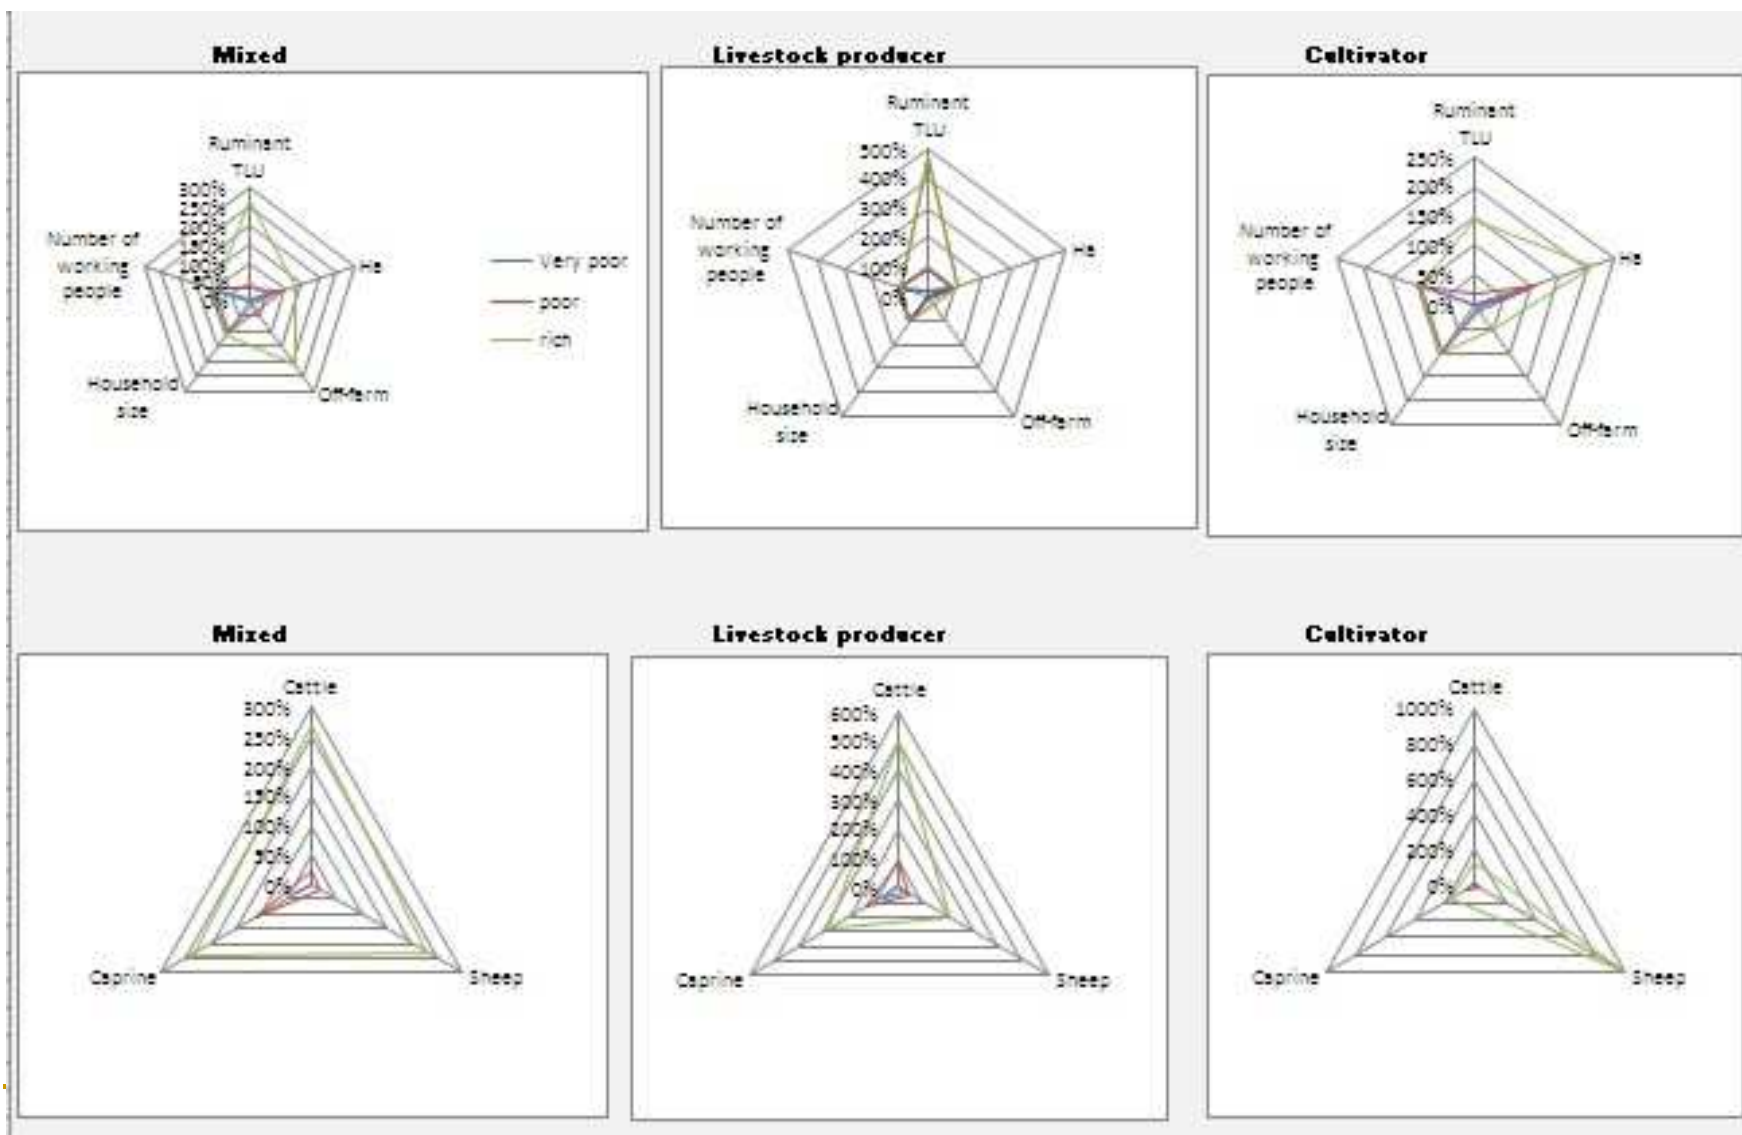 Mixed
Livestock producer
Cultivator
Ruminant
TLU
300%
250%
200%
150%
100%
50%
0%
Number of
working
people
Ha
Household
size
Off-farm
Very poor
poor
rich
Ruminant
TLU
500%
400%
300%
200%
100%
0%
Number of
working
people
Ha
Household
size
Off-farm
Ruminant
TLU
250%
200%
150%
100%
50%
0%
Number of
working
people
Ha
Household
size
Off-farm
Mixed
Livestock producer
Cultivator
Cattle
300%
250%
200%
150%
100%
50%
0%
Caprine
Sheep
Cattle
600%
500%
400%
300%
200%
100%
0%
Caprine
Sheep
Cattle
1000%
800%
600%
400%
200%
0%
Caprine
Sheep